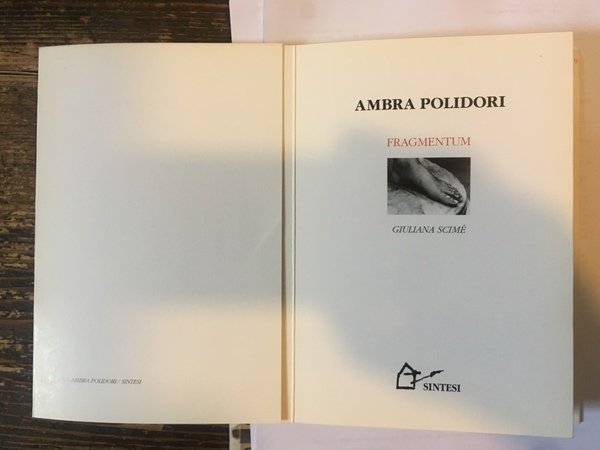 AMBRA POLIDORI / SINTESI
AMBRA POLIDORI
FRAGMENTUM
GIULIANA SCIMÈ
SINTESI